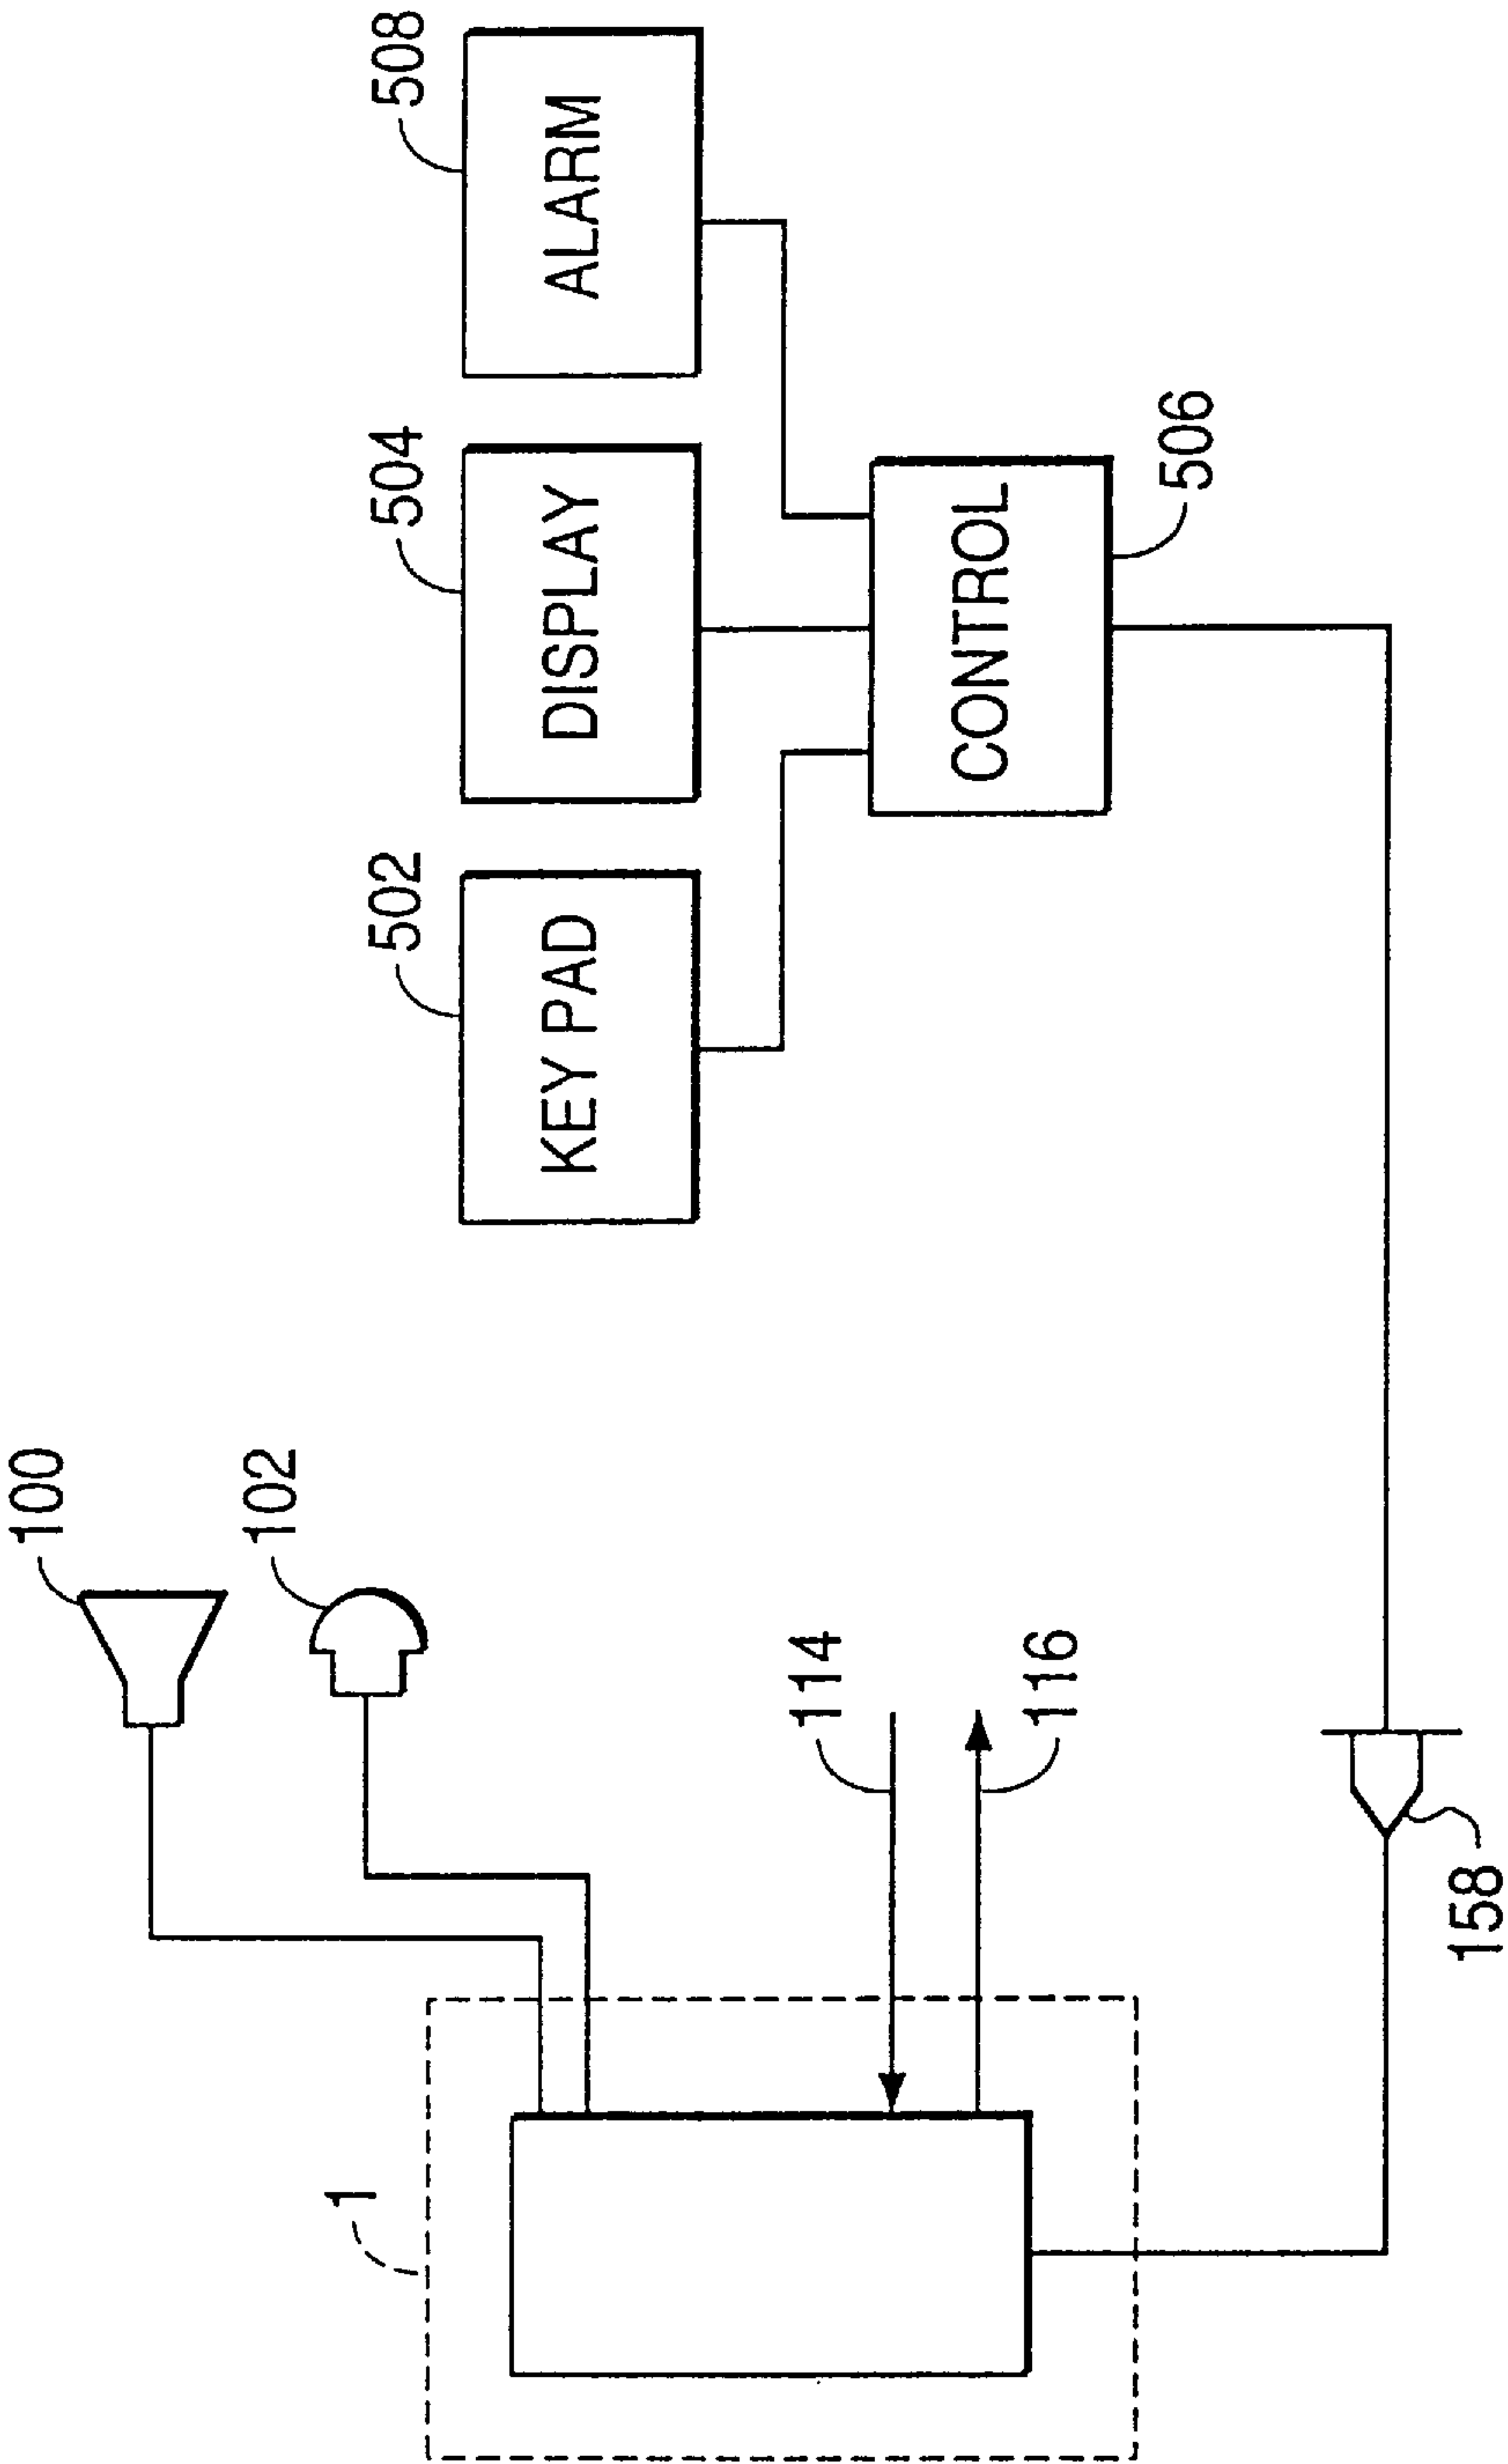 100
102
502
504
508
KEY PAD
DISPLAY
ALARM
1
114
116
CONTROL
506
158